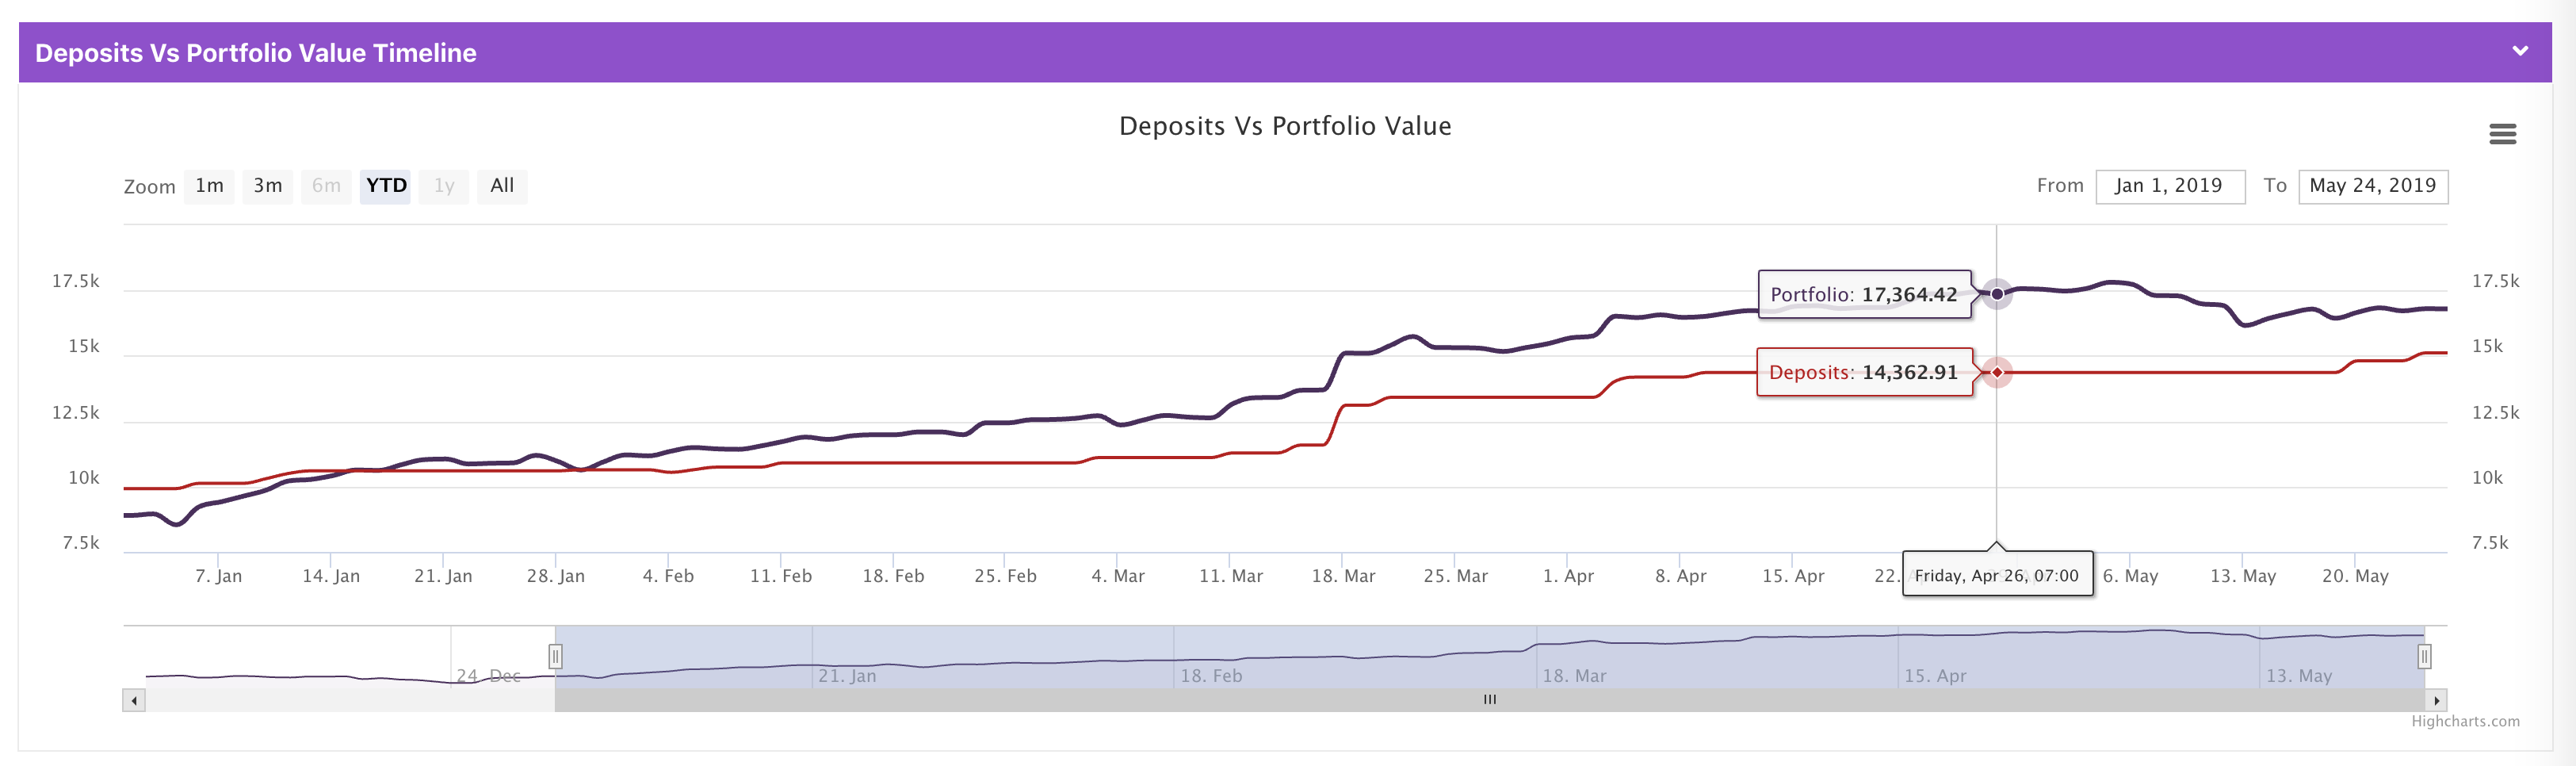 Deposits Vs Portfolio Value Timeline
Deposits Vs Portfolio Value
Zoom 1m 3m 6m YTD 1y All
From Jan 1, 2019 To May 24, 2019
17.5k 17.5k
Portfolio: 17,364.42
15k 15k
Deposits: 14,362.91
12.5k 12.5k
10k 10k
7.5k 7.5k
7. Jan 14. Jan 21. Jan 28. Jan 4. Feb 11. Feb 18. Feb 25. Feb 4. Mar 11. Mar 18. Mar 25. Mar 1. Apr 8. Apr 15. Apr 22. Friday, Apr 26, 07:00 6. May 13. May 20. May
24. Dec 21. Jan 18. Feb 18. Mar 15. Apr 13. May
Highcharts.com